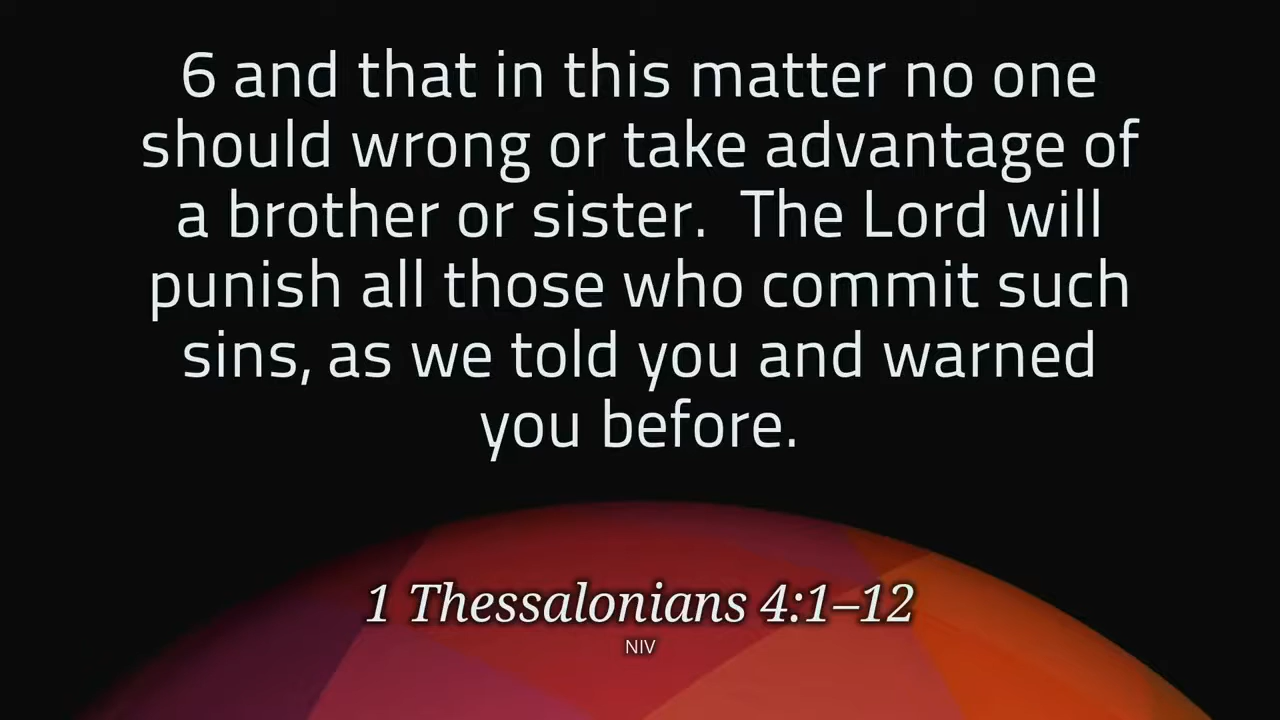 6 and that in this matter no one
should wrong or take advantage of
a brother or sister.  The Lord will
punish all those who commit such
sins, as we told you and warned
you before.
1 Thessalonians 4:1–12
NIV